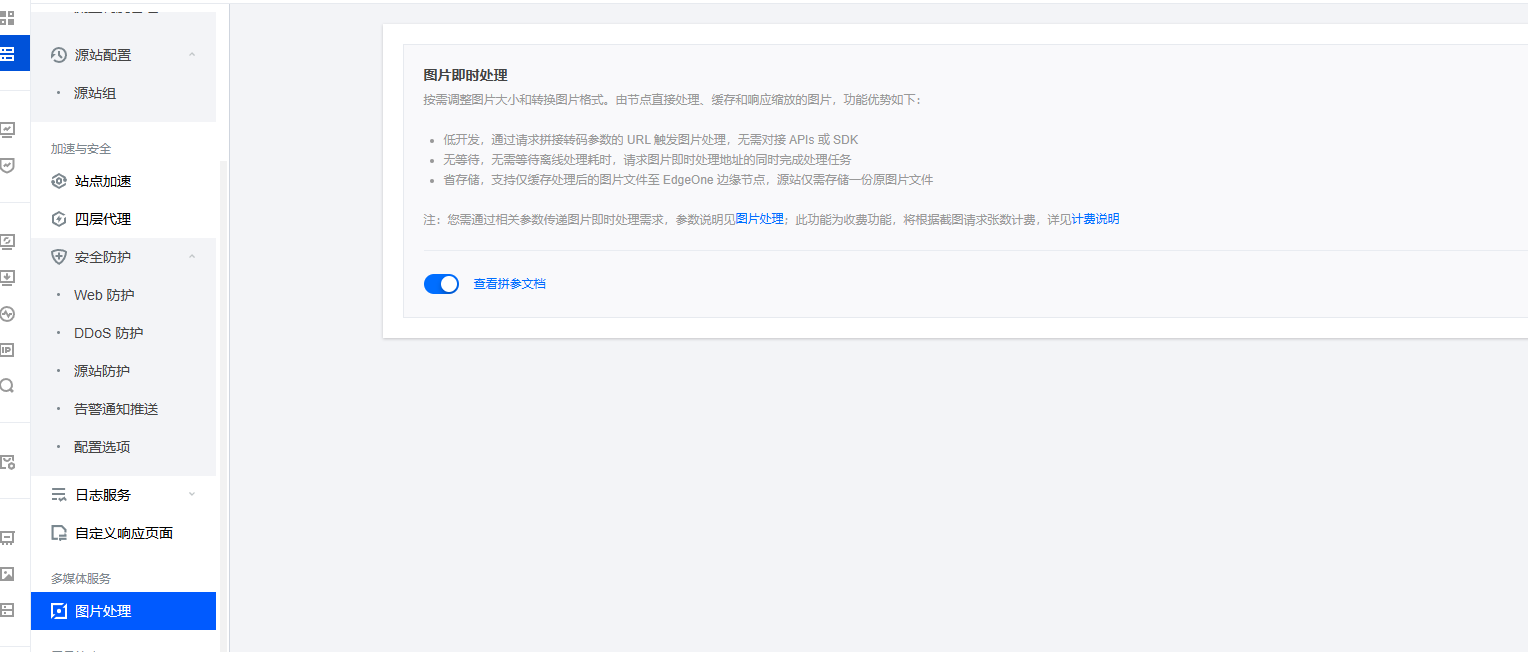 源站配置
源站组
加速与安全
站点加速
四层代理
安全防护
Web 防护
DDoS 防护
源站防护
告警通知推送
配置选项
日志服务
自定义响应页面
多媒体服务
图片处理
IP
图片即时处理
按需调整图片大小和转换图片格式。由节点直接处理、缓存和响应缩放的图片，功能优势如下：
低开发，通过请求拼接转码参数的 URL 触发图片处理，无需对接 APIs 或 SDK
无等待，无需等待离线处理耗时，请求图片即时处理地址的同时完成处理任务
省存储，支持仅缓存处理后的图片文件至 EdgeOne 边缘节点，源站仅需存储一份原图片文件
注：您需通过相关参数传递图片即时处理需求，参数说明见图片处理；此功能为收费功能，将根据截图请求张数计费，详见计费说明
查看拼参文档